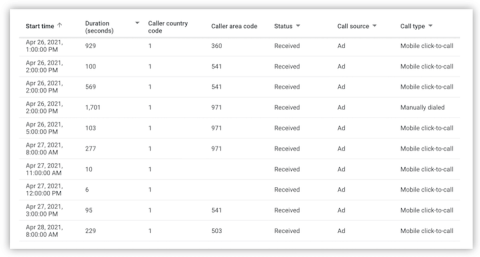 Start time ↑ Duration (seconds) Caller country code Caller area code Status Call source Call type
Apr 26, 2021, 1:00:00 PM 929 1 360 Received Ad Mobile click-to-call
Apr 26, 2021, 2:00:00 PM 100 1 541 Received Ad Mobile click-to-call
Apr 26, 2021, 2:00:00 PM 569 1 541 Received Ad Mobile click-to-call
Apr 26, 2021, 2:00:00 PM 1,701 1 971 Received Ad Manually dialed
Apr 26, 2021, 5:00:00 PM 103 1 971 Received Ad Mobile click-to-call
Apr 27, 2021, 8:00:00 AM 277 1 971 Received Ad Mobile click-to-call
Apr 27, 2021, 11:00:00 AM 10 1 Received Ad Mobile click-to-call
Apr 27, 2021, 12:00:00 PM 6 1 Received Ad Mobile click-to-call
Apr 27, 2021, 3:00:00 PM 95 1 541 Received Ad Mobile click-to-call
Apr 28, 2021, 8:00:00 AM 229 1 503 Received Ad Mobile click-to-call